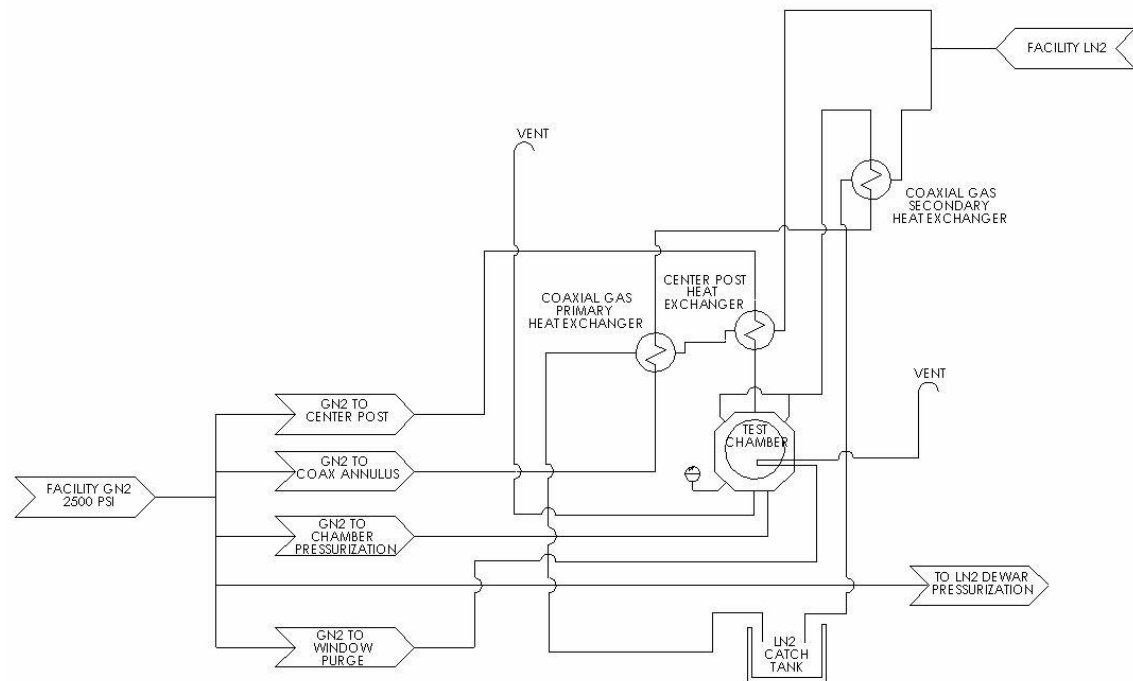 FACILITY LN2
VENT
COAXIAL GAS
SECONDARY
HEAT EXCHANGER
CENTER POST
HEAT
EXCHANGER
COAXIAL GAS
PRIMARY
HEAT EXCHANGER
VENT
GN2 TO
CENTER POST
TEST
CHAMBER
GN2 TO
COAX ANNULUS
FACILITY GN2
2500 PSI
GN2 TO
CHAMBER
PRESSURIZATION
TO LN2 DEWAR
PRESSURIZATION
GN2 TO
WINDOW
PURGE
LN2
CATCH
TANK